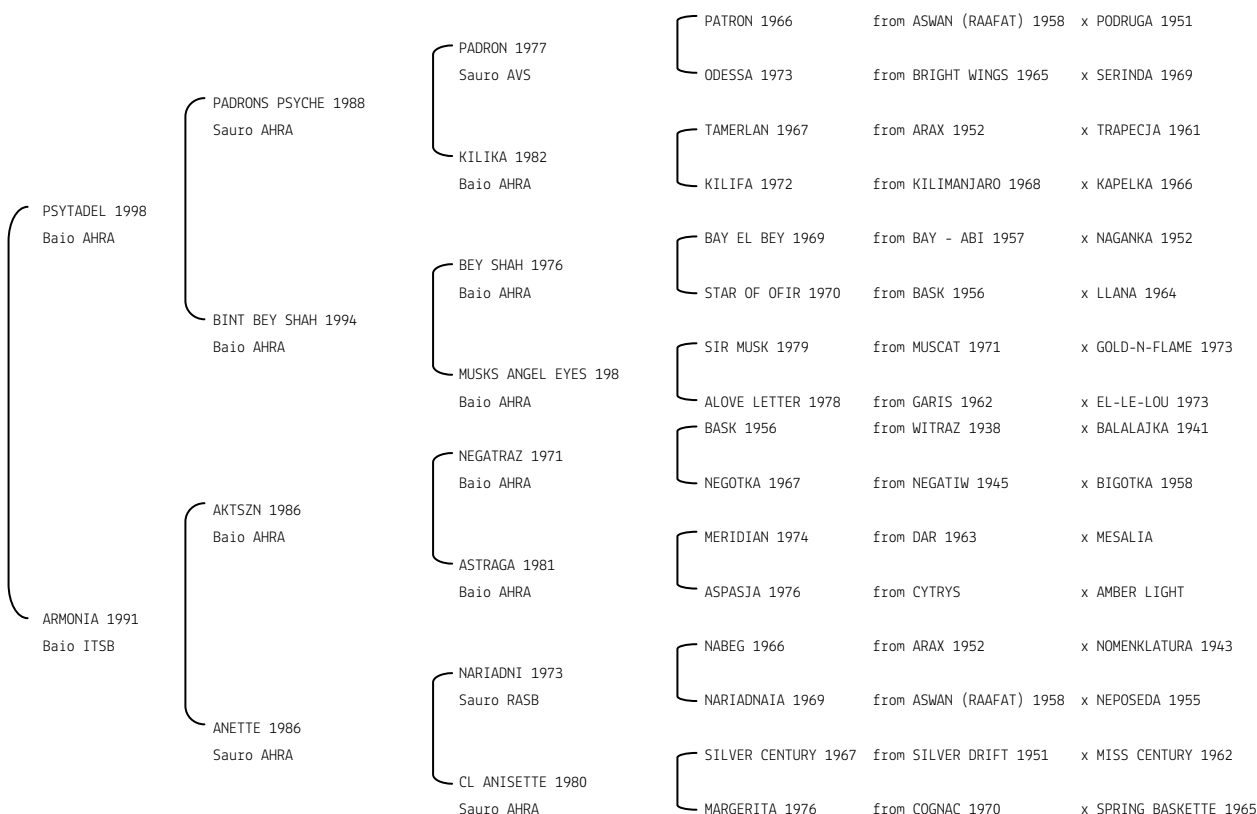 PATRON 1966 from ASWAN (RAAFAT) 1958 x PODRUGA 1951
PADRON 1977
Sauro AVS
ODESSA 1973 from BRIGHT WINGS 1965 x SERINDA 1969
PADRONS PSYCHE 1988
Sauro AHRA
TAMERLAN 1967 from ARAX 1952 x TRAPECJA 1961
KILIKA 1982
Baio AHRA
KILIFA 1972 from KILIMANJARO 1968 x KAPELKA 1966
PSYTADEL 1998
Baio AHRA
BAY EL BEY 1969 from BAY - ABI 1957 x NAGANKA 1952
BEY SHAH 1976
Baio AHRA
STAR OF OFIR 1970 from BASK 1956 x LLANA 1964
BINT BEY SHAH 1994
Baio AHRA
SIR MUSK 1979 from MUSCAT 1971 x GOLD-N-FLAME 1973
MUSKS ANGEL EYES 198
Baio AHRA
ALOVE LETTER 1978 from GARIS 1962 x EL-LE-LOU 1973
BASK 1956 from WITRAZ 1938 x BALALAJKA 1941
NEGATRAZ 1971
Baio AHRA
NEGOTKA 1967 from NEGATIW 1945 x BIGOTKA 1958
AKTSZN 1986
Baio AHRA
MERIDIAN 1974 from DAR 1963 x MESALIA
ASTRAGA 1981
Baio AHRA
ASPASJA 1976 from CYTRYS x AMBER LIGHT
ARMONIA 1991
Baio ITSB
NABEG 1966 from ARAX 1952 x NOMENKLATURA 1943
NARIADNI 1973
Sauro RASB
NARIADNAIA 1969 from ASWAN (RAAFAT) 1958 x NEPOSEDA 1955
ANETTE 1986
Sauro AHRA
SILVER CENTURY 1967 from SILVER DRIFT 1951 x MISS CENTURY 1962
CL ANISETTE 1980
Sauro AHRA
MARGERITA 1976 from COGNAC 1970 x SPRING BASKETTE 1965